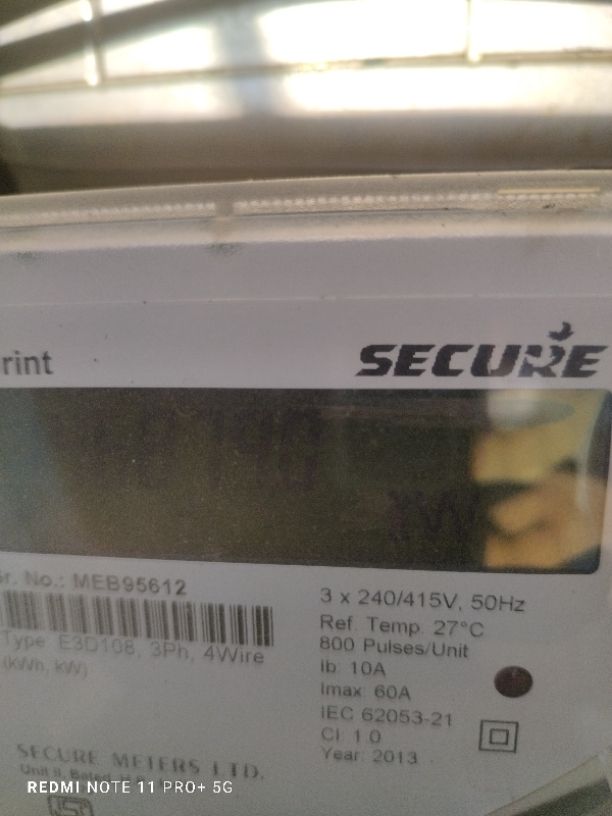 rint
SECURE
Sr. No.: MEB95612
Type E3D108, 3Ph, 4Wire
(kWh, kW)
3 x 240/415V, 50Hz
Ref. Temp. 27°C
800 Pulses/Unit
Ib: 10A
Imax: 60A
IEC 62053-21
Cl: 1.0
Year: 2013
SECURE METERS LTD.
Unit II,
REDMI NOTE 11 PRO+ 5G